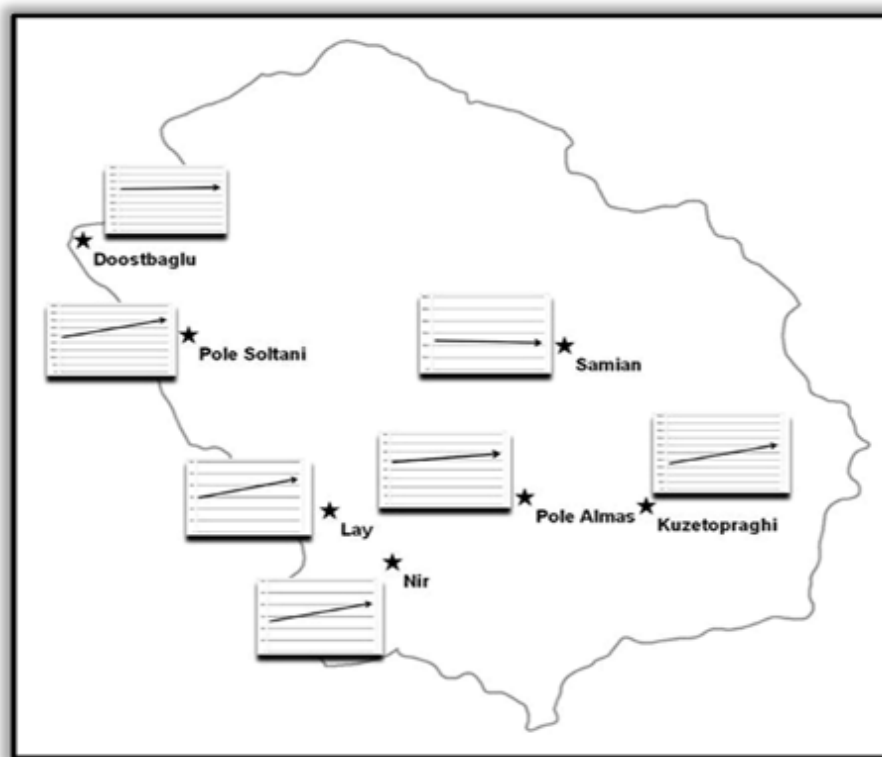 Doostbaglu
Pole Soltani
Samian
Pole Almas
Kuzetopraghi
Lay
Nir